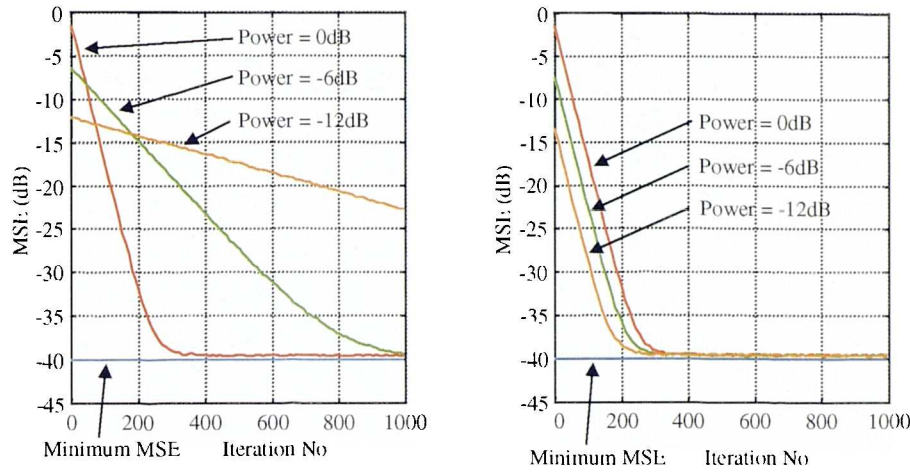 0
-5
-10
-15
-20
-25
-30
-35
-40
-45
MSE (dB)
Power = 0dB
Power = -6dB
Power = -12dB
0 200 400 600 800 1000
Minimum MSE Iteration No
0
-5
-10
-15
-20
-25
-30
-35
-40
-45
MSE (dB)
Power = 0dB
Power = -6dB
Power = -12dB
0 200 400 600 800 1000
Minimum MSE Iteration No